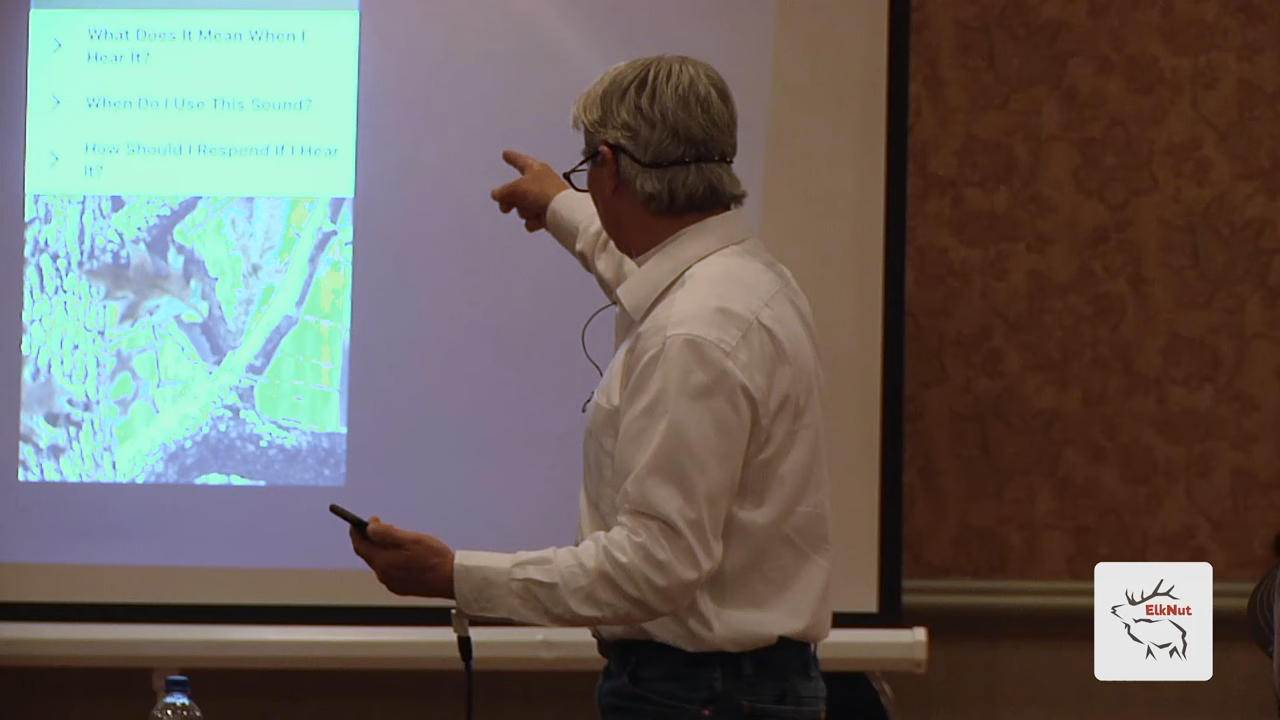 What Does It Mean When I
Hear It?
When Do I Use This Sound?
How Should I Respond If I Hear
It?
ElkNut